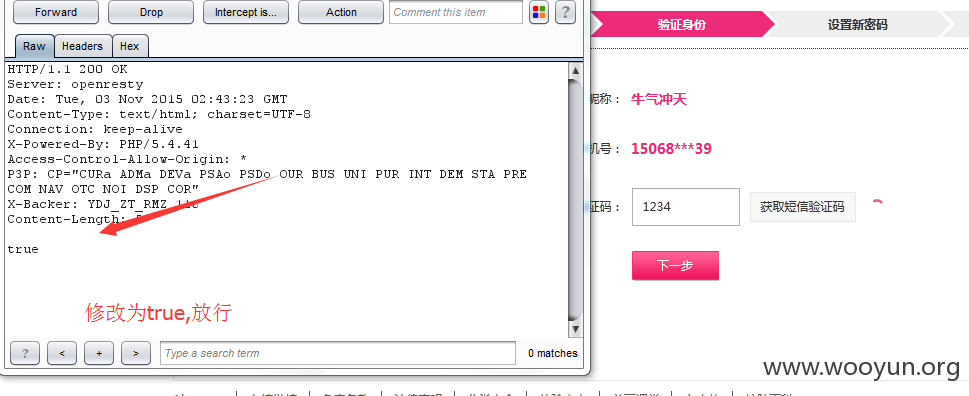 Forward Drop Intercept is... Action Comment this item ?
Raw Headers Hex
HTTP/1.1 200 OK
Server: openresty
Date: Tue, 03 Nov 2015 02:43:23 GMT
Content-Type: text/html; charset=UTF-8
Connection: keep-alive
X-Powered-By: PHP/5.4.41
Access-Control-Allow-Origin: *
P3P: CP="CURa ADMa DEVa PSAo PSDo OUR BUS UNI PUR INT DEM STA PRE
COM NAV OTC NOI DSP COR"
X-Backer: YDJ_ZT_RMZ
Content-Length:
true
修改为true,放行
? < + > Type a search term 0 matches
验证身份 设置新密码
昵称： 牛气冲天
机号： 15068***39
证码： 1234 获取短信验证码
下一步
www.wooyun.org